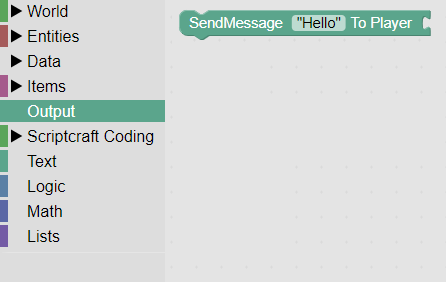 World
Entities
Data
Items
Output
Scriptcraft Coding
Text
Logic
Math
Lists
SendMessage "Hello" To Player